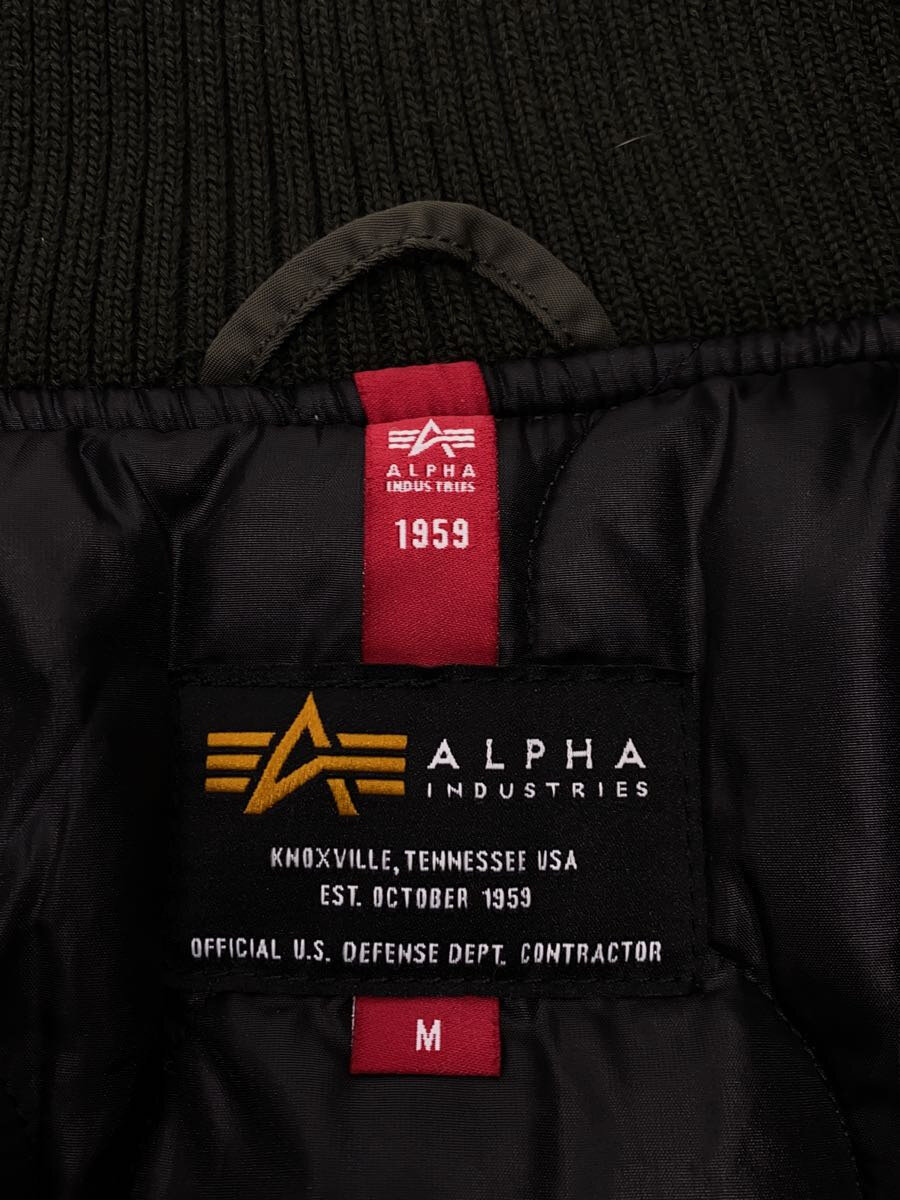 ALPHA
INDUSTRIES
1959
ALPHA
INDUSTRIES
KNOXVILLE, TENNESSEE USA
EST. OCTOBER 1959
OFFICIAL U.S. DEFENSE DEPT. CONTRACTOR
M